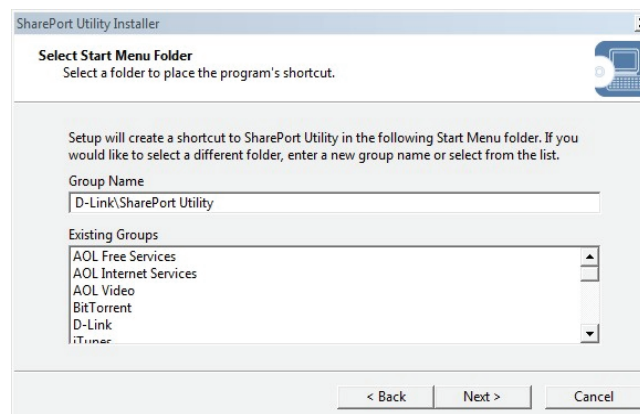 SharePort Utility Installer
Select Start Menu Folder
Select a folder to place the program's shortcut.
Setup will create a shortcut to SharePort Utility in the following Start Menu folder. If you
would like to select a different folder, enter a new group name or select from the list.
Group Name
D-Link\SharePort Utility
Existing Groups
AOL Free Services
AOL Internet Services
AOL Video
BitTorrent
D-Link
iTunes
< Back
Next >
Cancel